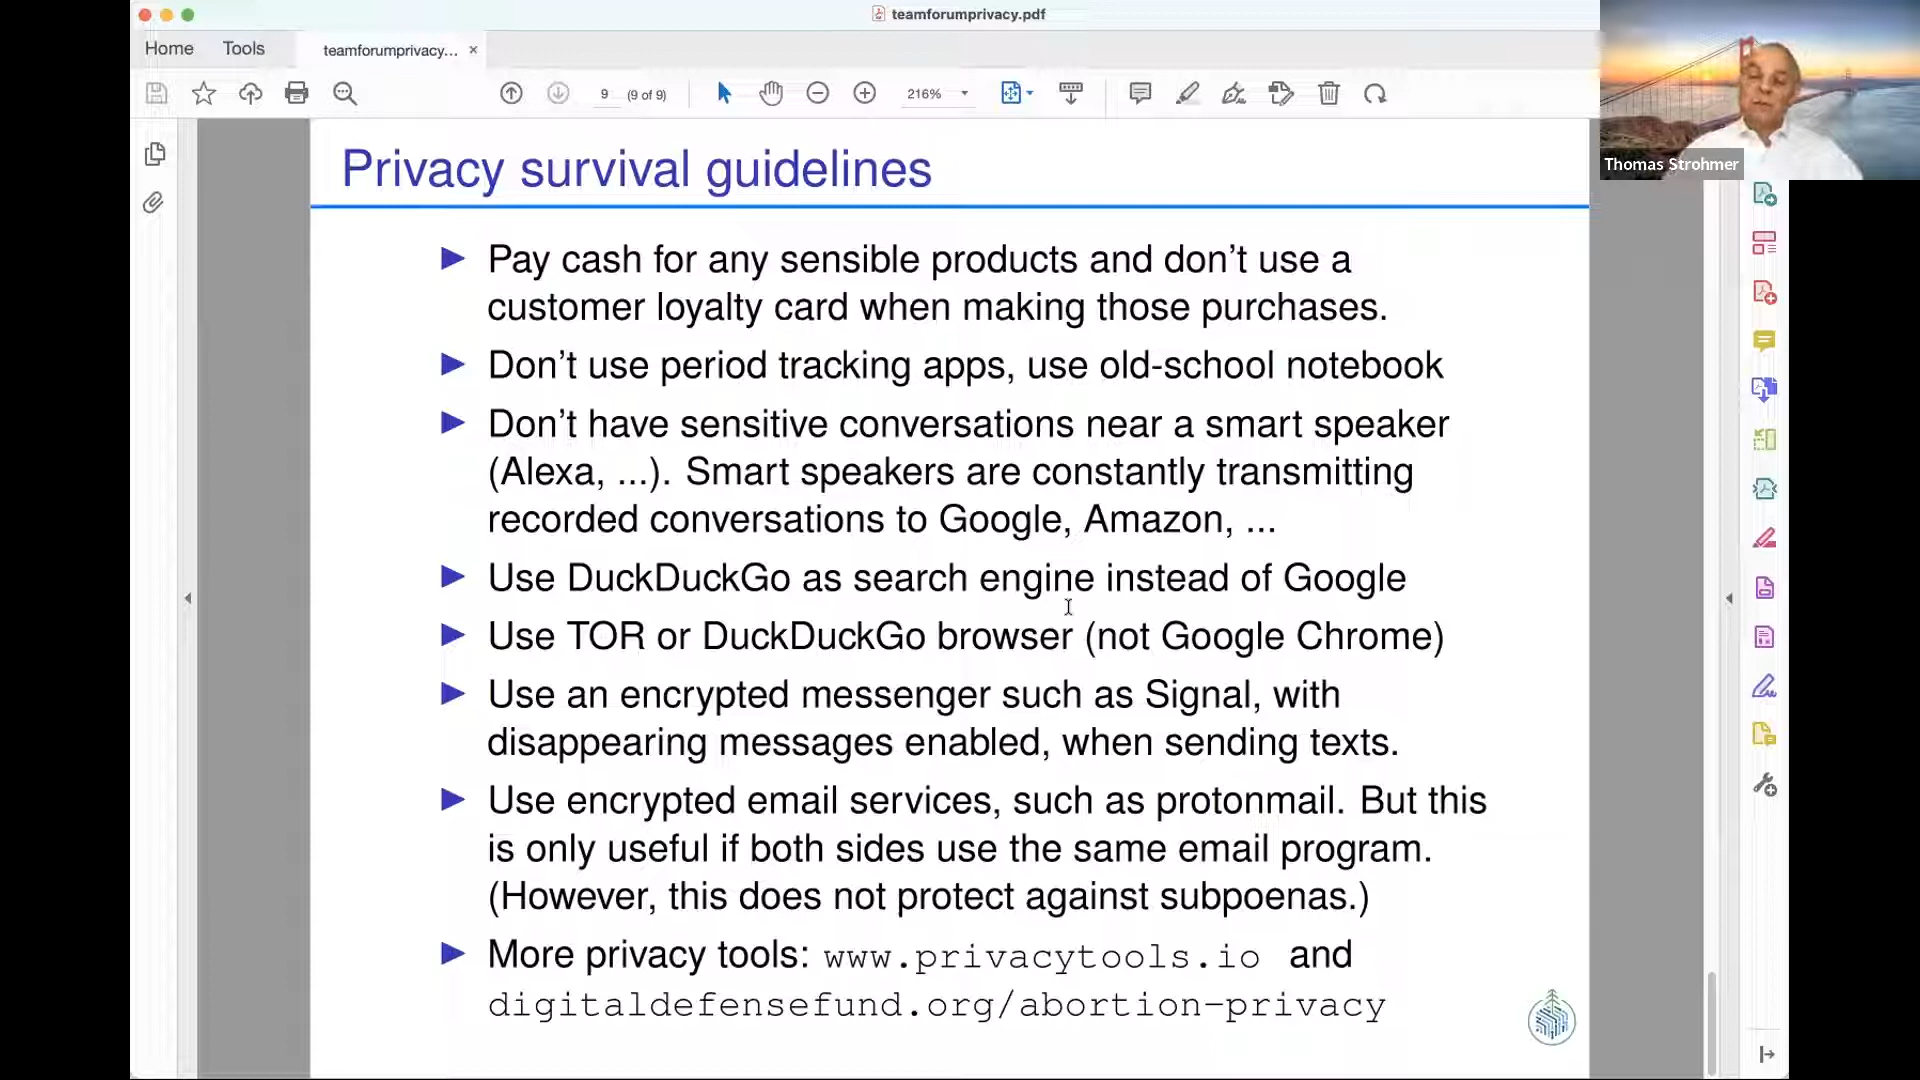 teamforumprivacy.pdf
Home
Tools
teamforumprivacy... ×
9 (9 of 9)
216%
Thomas Strohmer
Privacy survival guidelines
Pay cash for any sensible products and don't use a
customer loyalty card when making those purchases.
Don't use period tracking apps, use old-school notebook
Don't have sensitive conversations near a smart speaker
(Alexa, ...). Smart speakers are constantly transmitting
recorded conversations to Google, Amazon, ...
Use DuckDuckGo as search engine instead of Google
Use TOR or DuckDuckGo browser (not Google Chrome)
Use an encrypted messenger such as Signal, with
disappearing messages enabled, when sending texts.
Use encrypted email services, such as protonmail. But this
is only useful if both sides use the same email program.
(However, this does not protect against subpoenas.)
More privacy tools: www.privacytools.io and
digitaldefensefund.org/abortion-privacy